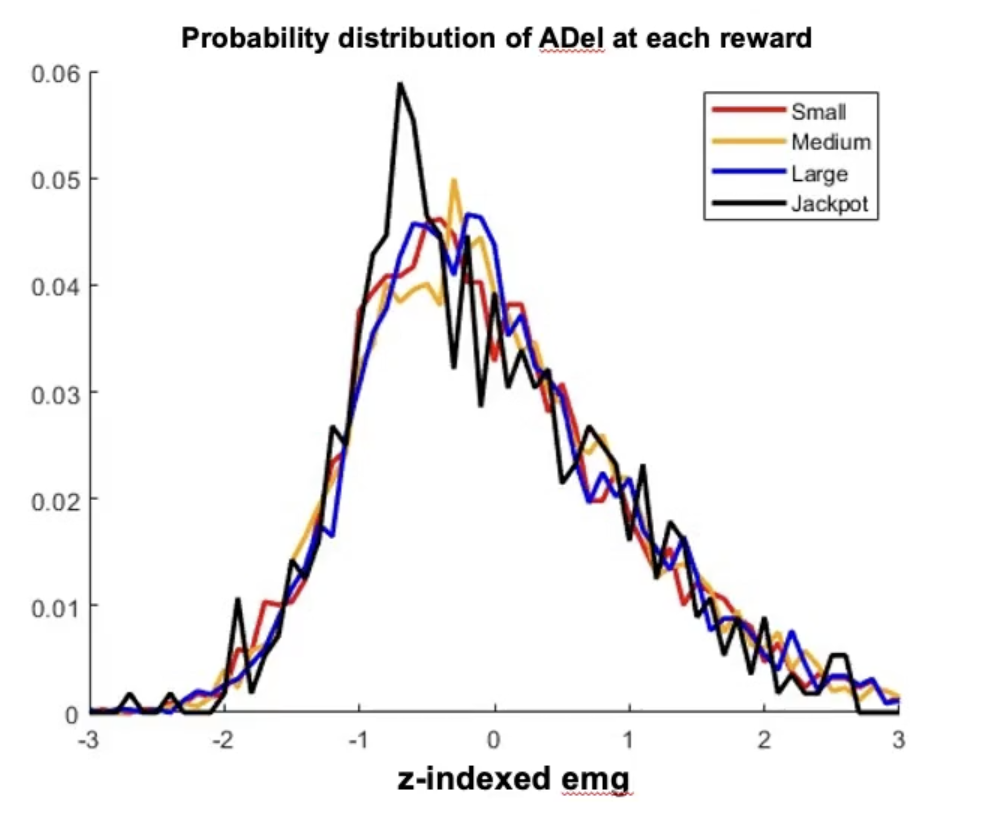 Probability distribution of ADel at each reward
0.06
0.05
0.04
0.03
0.02
0.01
0
Small
Medium
Large
Jackpot
-3 -2 -1 0 1 2 3
z-indexed emg